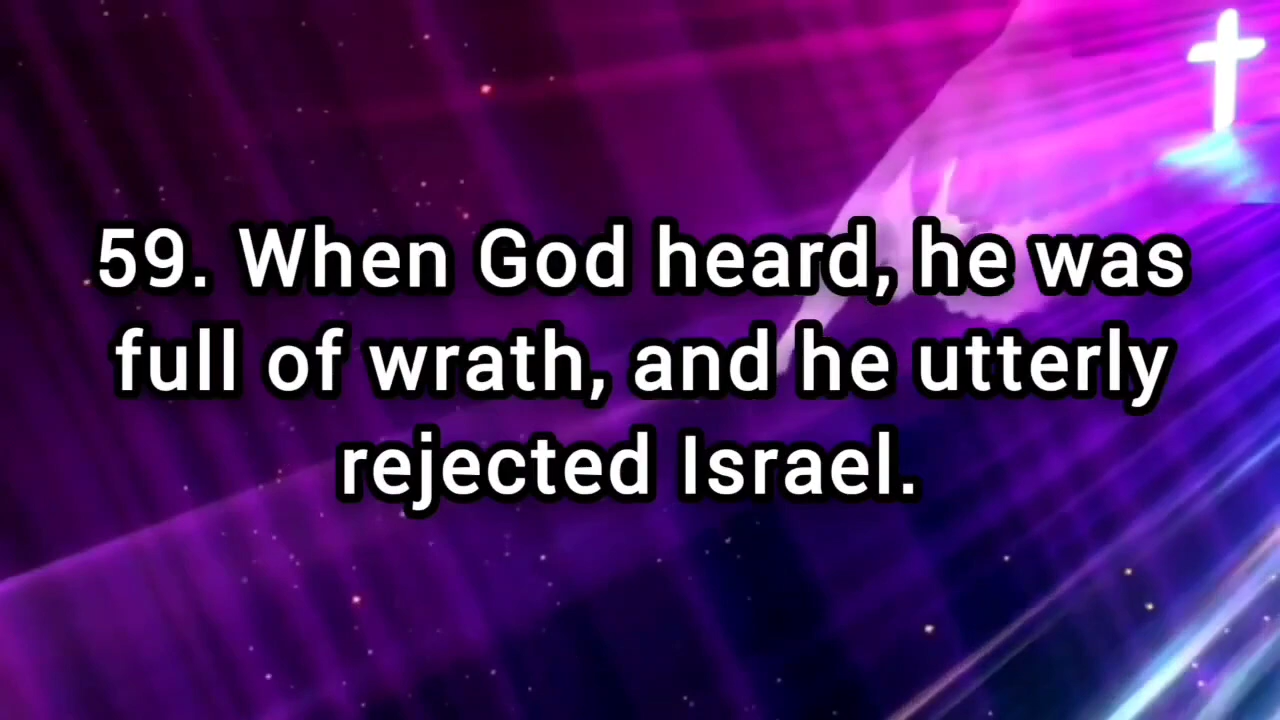 59. When God heard, he was
full of wrath, and he utterly
rejected Israel.